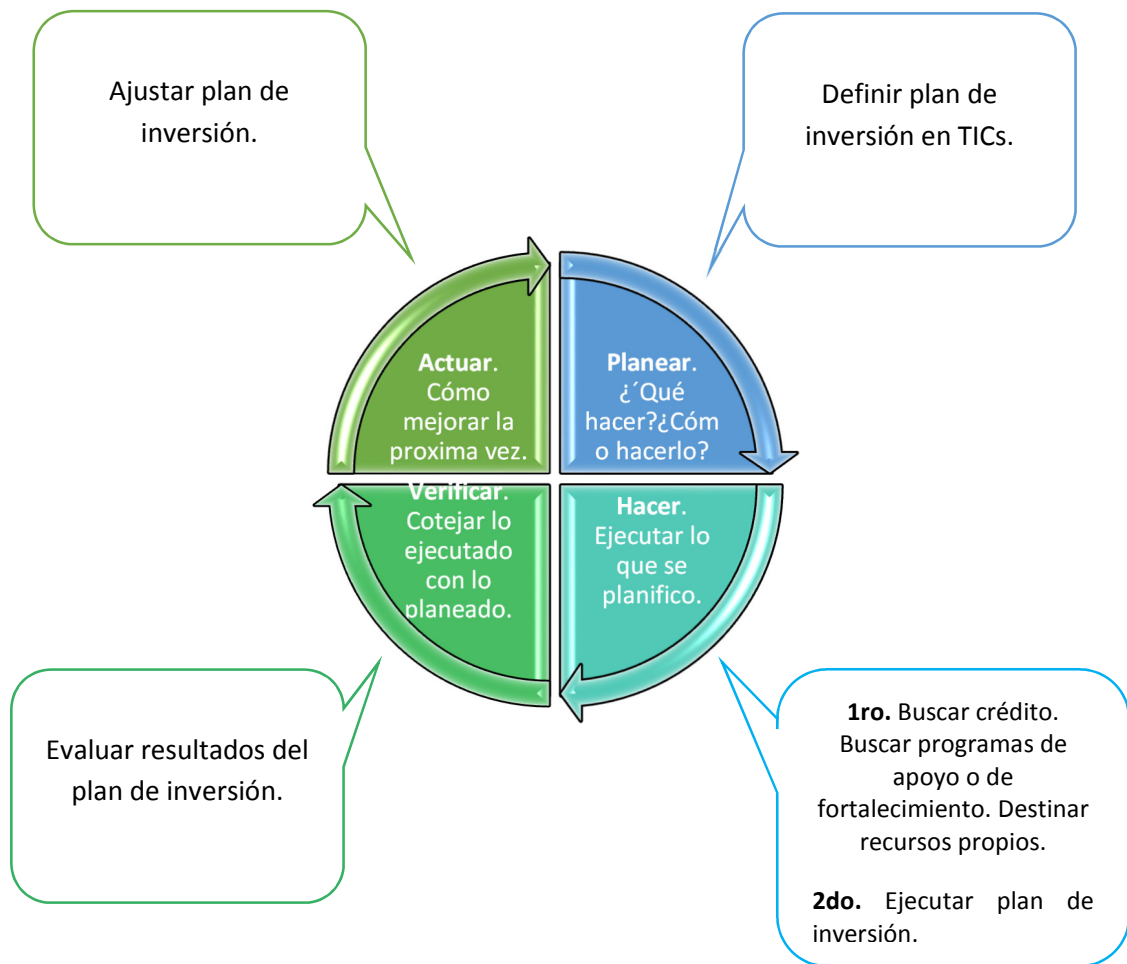 Ajustar plan de
inversión.
Definir plan de
inversión en TICs.
Actuar.
Cómo
mejorar la
proxima vez.
Planear.
¿´Qué
hacer?¿Cóm
o hacerlo?
Verificar.
Cotejar lo
ejecutado
con lo
planeado.
Hacer.
Ejecutar lo
que se
planifico.
Evaluar resultados del
plan de inversión.
1ro. Buscar crédito.
Buscar programas de
apoyo o de
fortalecimiento. Destinar
recursos propios.
2do. Ejecutar plan de
inversión.